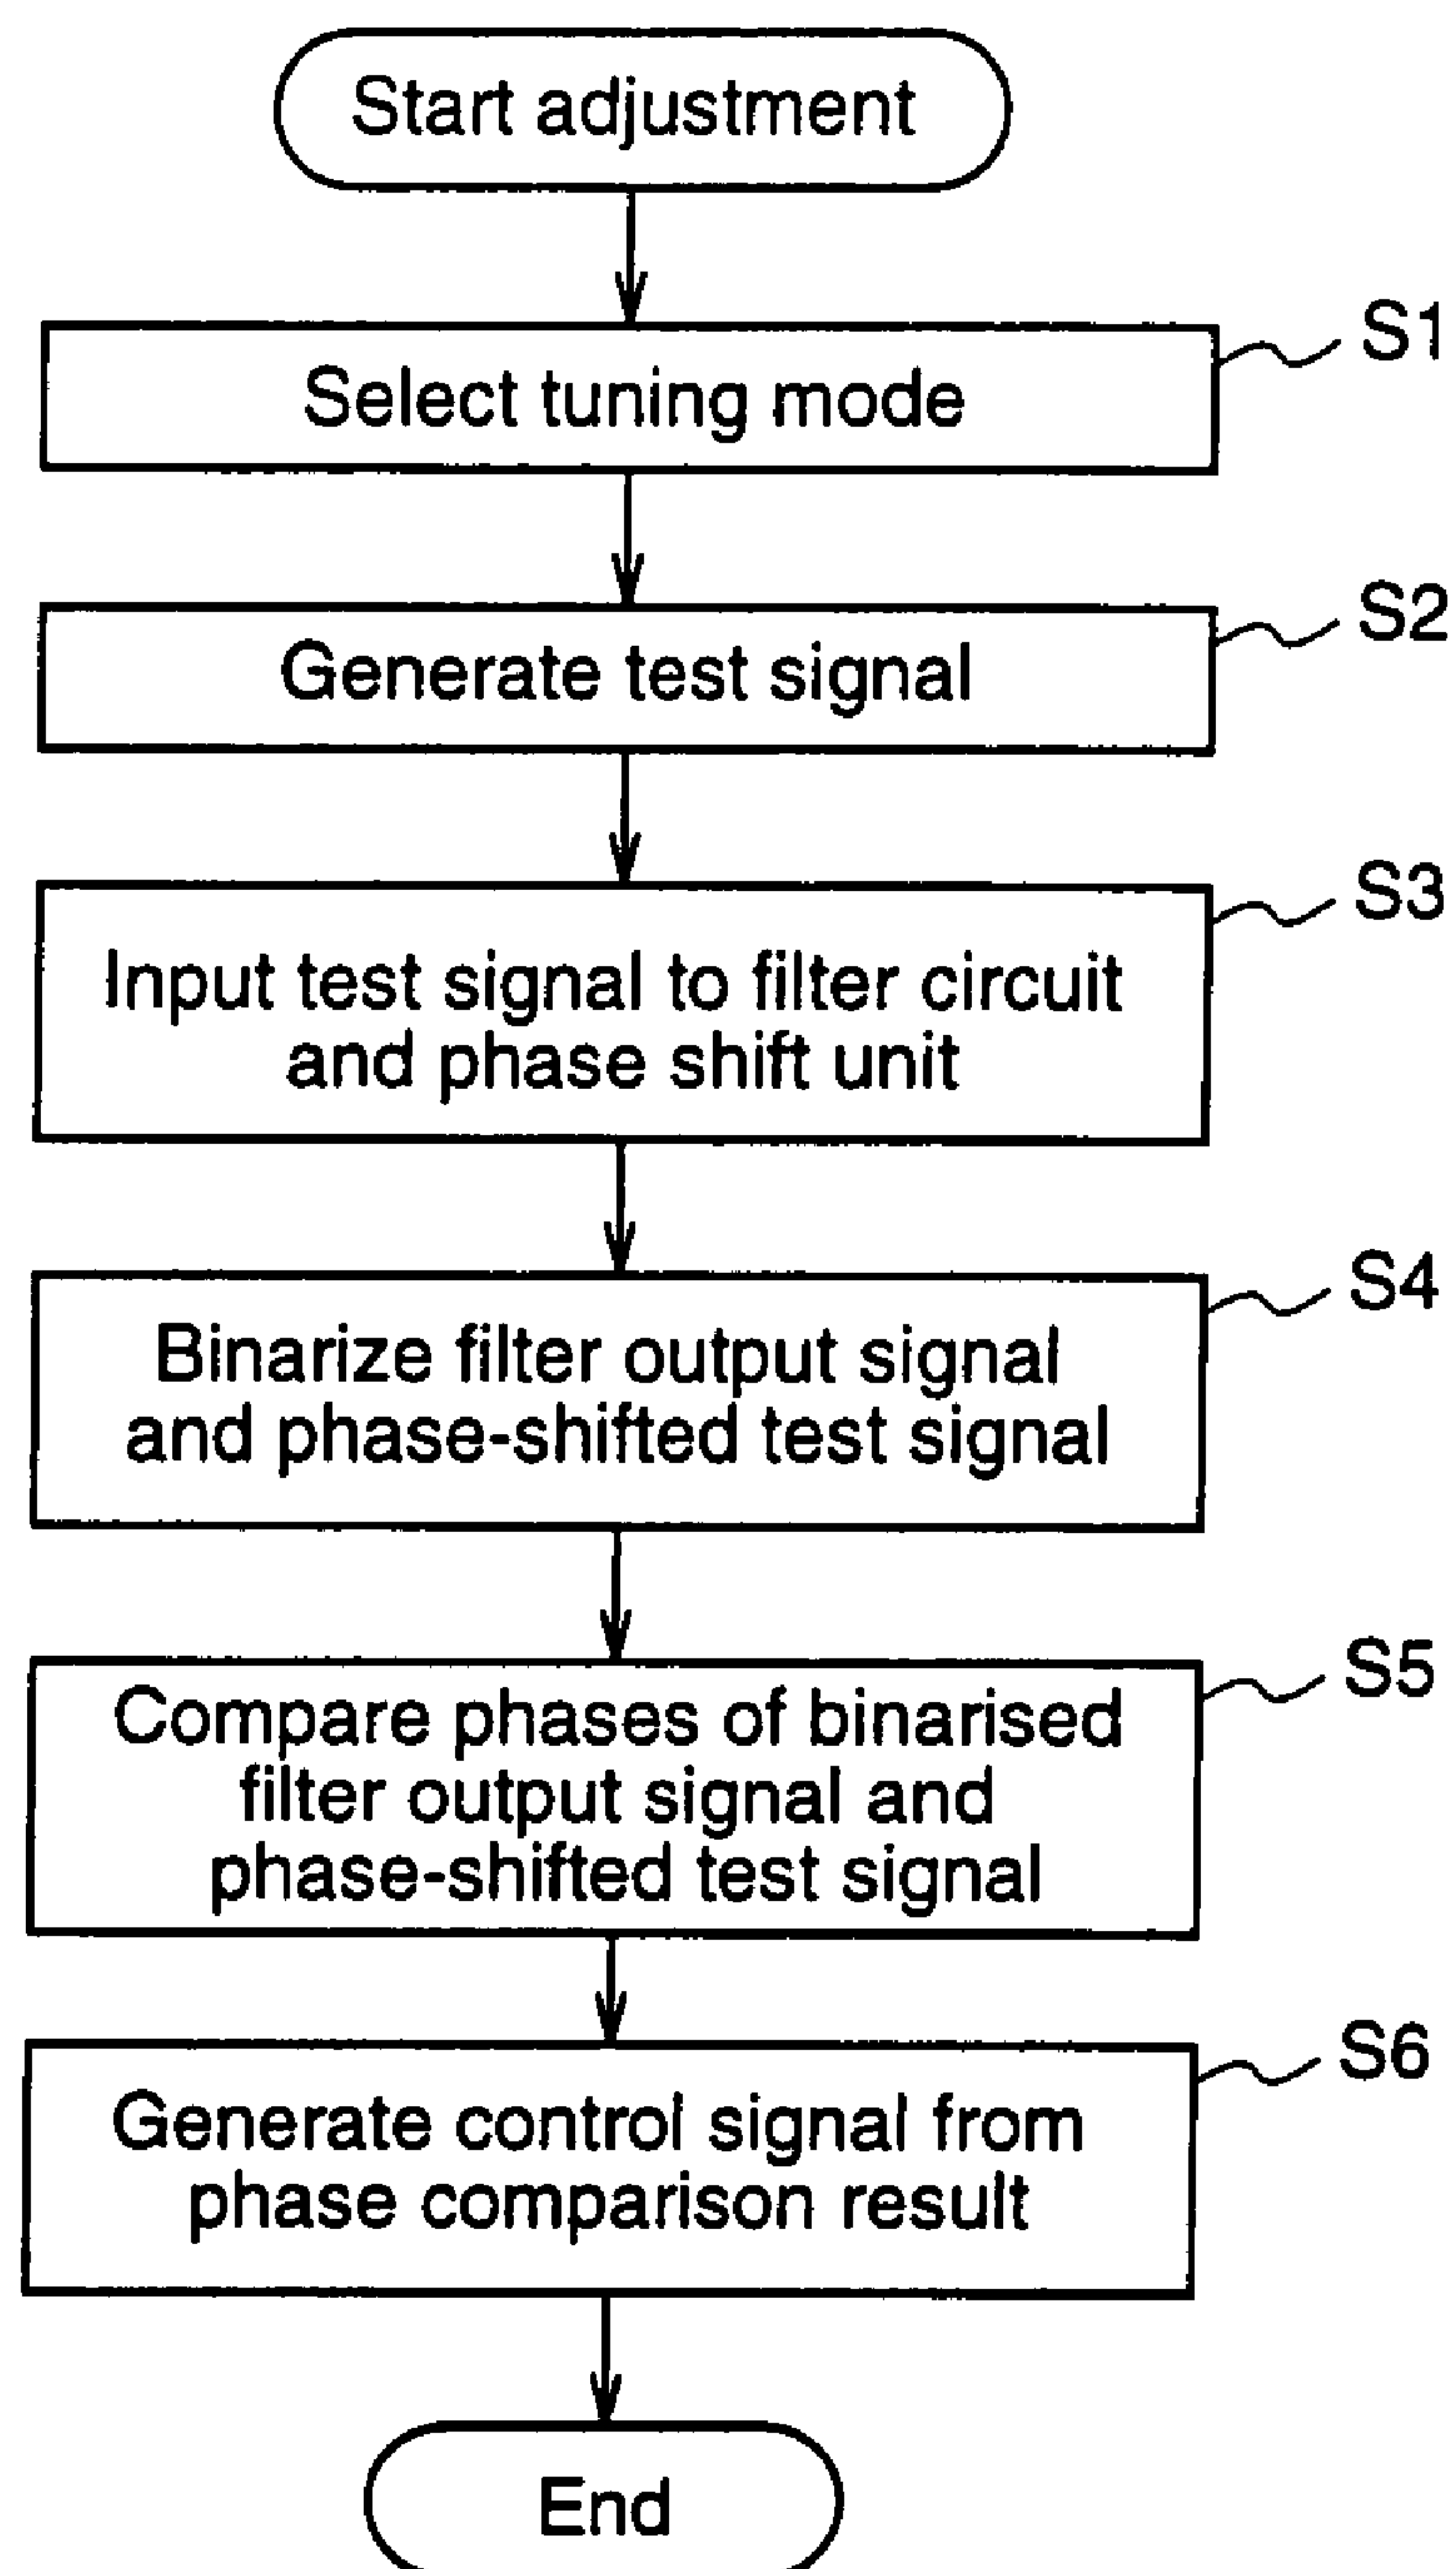 Start adjustment
S1
Select tuning mode
S2
Generate test signal
S3
Input test signal to filter circuit
and phase shift unit
S4
Binarize filter output signal
and phase-shifted test signal
S5
Compare phases of binarised
filter output signal and
phase-shifted test signal
S6
Generate control signal from
phase comparison result
End